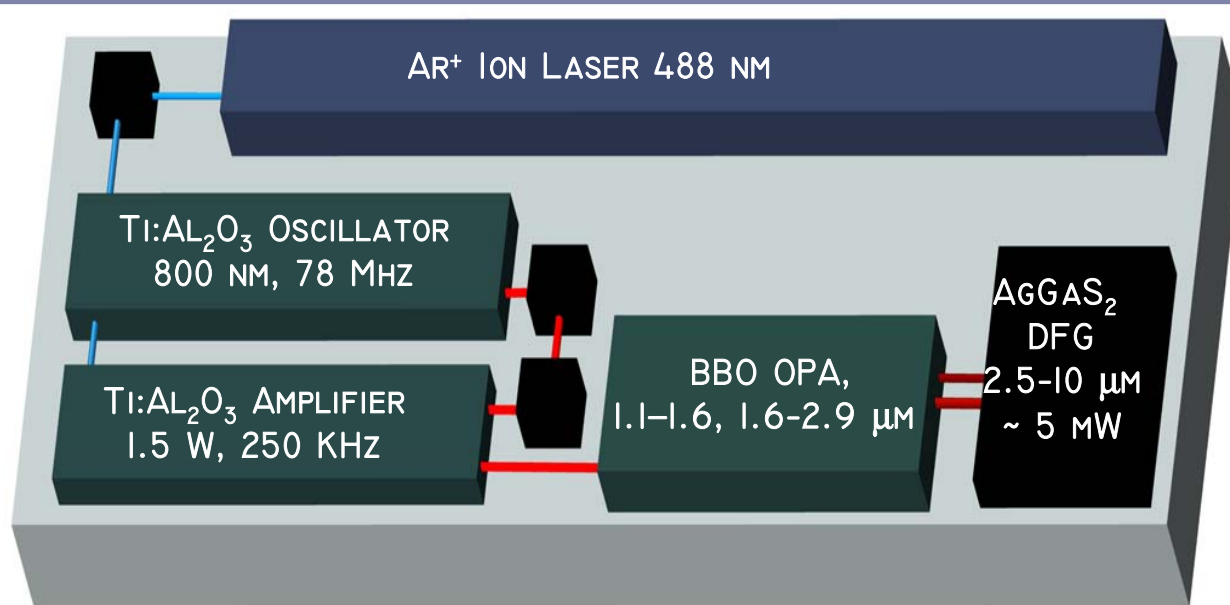 Ar⁺ Ion Laser 488 nm
Ti:Al₂O₃ Oscillator
800 nm, 78 Mhz
Ti:Al₂O₃ Amplifier
1.5 W, 250 KHz
BBO OPA,
1.1–1.6, 1.6-2.9 μm
AgGaS₂
DFG
2.5-10 μm
~ 5 mW